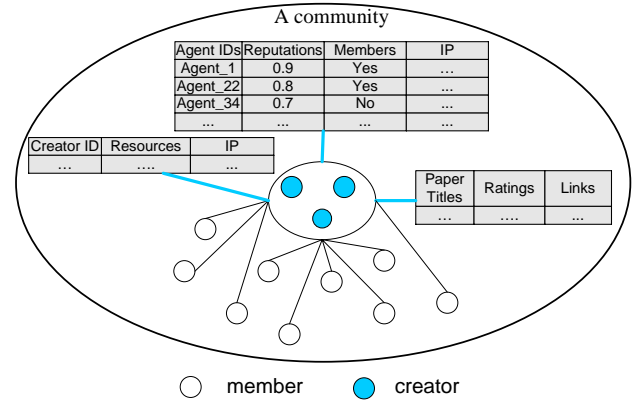 A community
Agent IDs Reputations Members IP
Agent_1 0.9 Yes ...
Agent_22 0.8 Yes ...
Agent_34 0.7 No ...
... ... ... ...
Creator ID Resources IP
... .... ...
Paper Titles Ratings Links
... .... ...
member creator